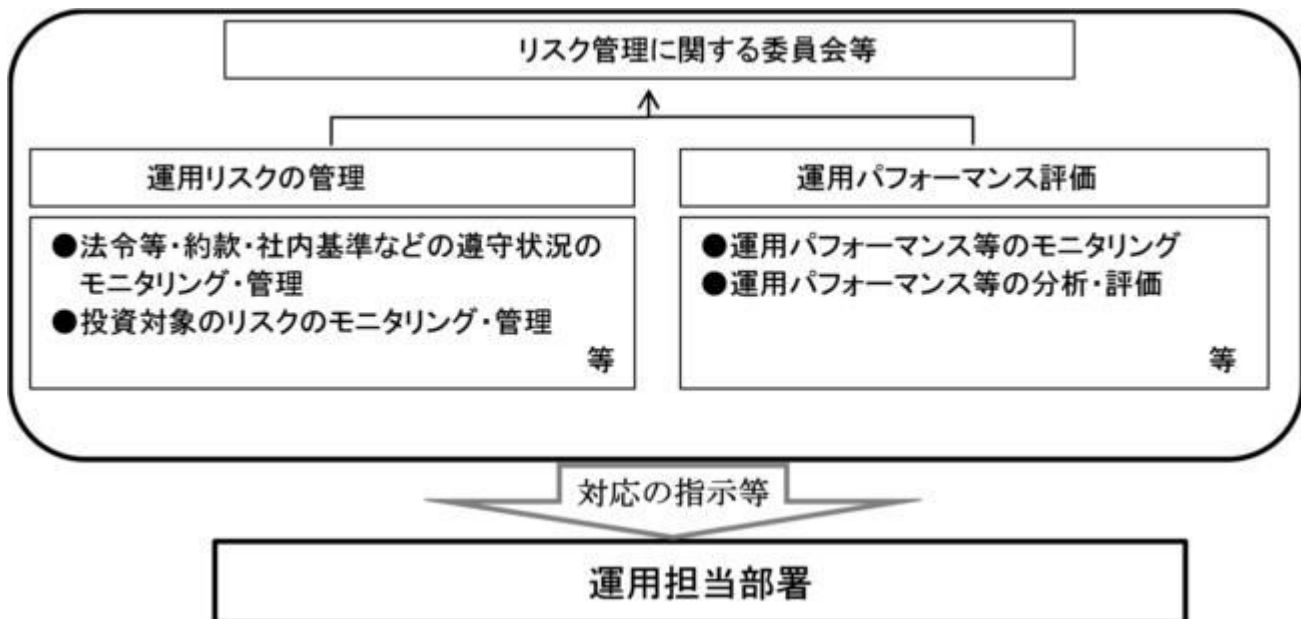 リスク管理に関する委員会等
運用リスクの管理
●法令等・約款・社内基準などの遵守状況の
モニタリング・管理
●投資対象のリスクのモニタリング・管理
等
運用パフォーマンス評価
●運用パフォーマンス等のモニタリング
●運用パフォーマンス等の分析・評価
等
対応の指示等
運用担当部署